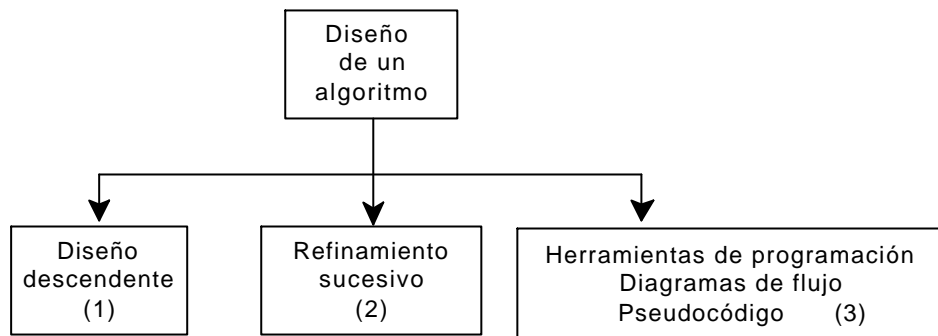 Diseño
de un
algoritmo
Diseño
descendente
(1)
Refinamiento
sucesivo
(2)
Herramientas de programación
Diagramas de flujo
Pseudocódigo (3)